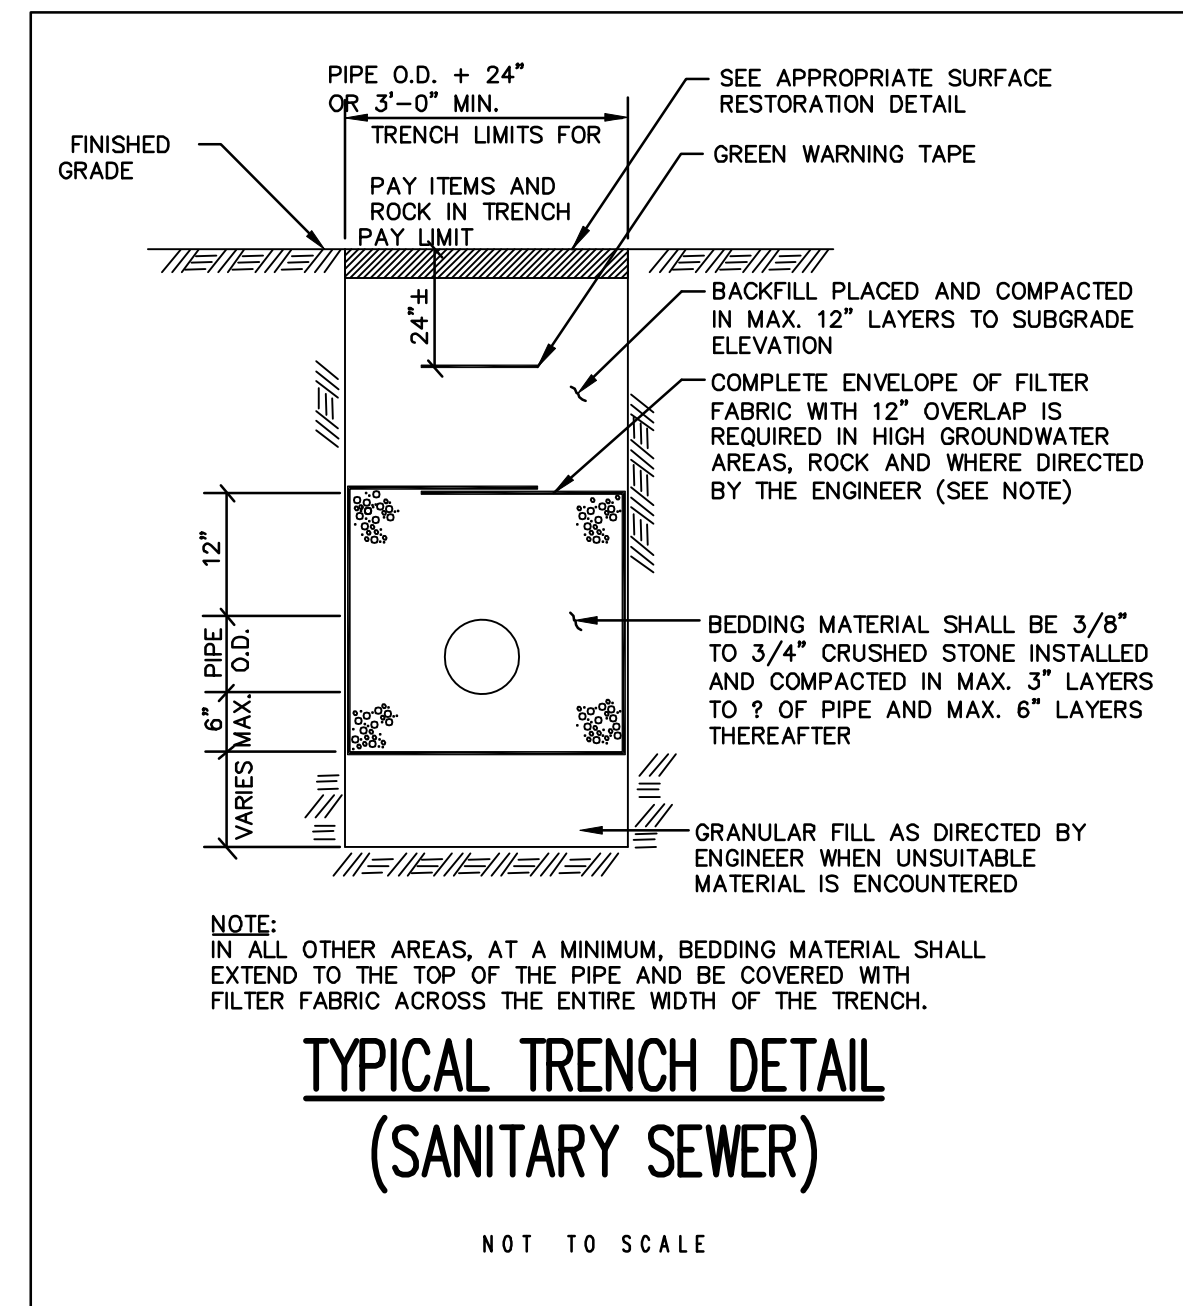 PIPE O.D. + 24"
OR 3'-0" MIN.
TRENCH LIMITS FOR
PAY ITEMS AND
ROCK IN TRENCH
PAY LIMIT
FINISHED
GRADE
SEE APPROPRIATE SURFACE
RESTORATION DETAIL
GREEN WARNING TAPE
24"±
BACKFILL PLACED AND COMPACTED
IN MAX. 12" LAYERS TO SUBGRADE
ELEVATION
COMPLETE ENVELOPE OF FILTER
FABRIC WITH 12" OVERLAP IS
REQUIRED IN HIGH GROUNDWATER
AREAS, ROCK AND WHERE DIRECTED
BY THE ENGINEER (SEE NOTE)
12"
PIPE
O.D.
6"
MAX.
VARIES
BEDDING MATERIAL SHALL BE 3/8"
TO 3/4" CRUSHED STONE INSTALLED
AND COMPACTED IN MAX. 3" LAYERS
TO ? OF PIPE AND MAX. 6" LAYERS
THEREAFTER
GRANULAR FILL AS DIRECTED BY
ENGINEER WHEN UNSUITABLE
MATERIAL IS ENCOUNTERED
NOTE:
IN ALL OTHER AREAS, AT A MINIMUM, BEDDING MATERIAL SHALL
EXTEND TO THE TOP OF THE PIPE AND BE COVERED WITH
FILTER FABRIC ACROSS THE ENTIRE WIDTH OF THE TRENCH.
TYPICAL TRENCH DETAIL
(SANITARY SEWER)
NOT TO SCALE